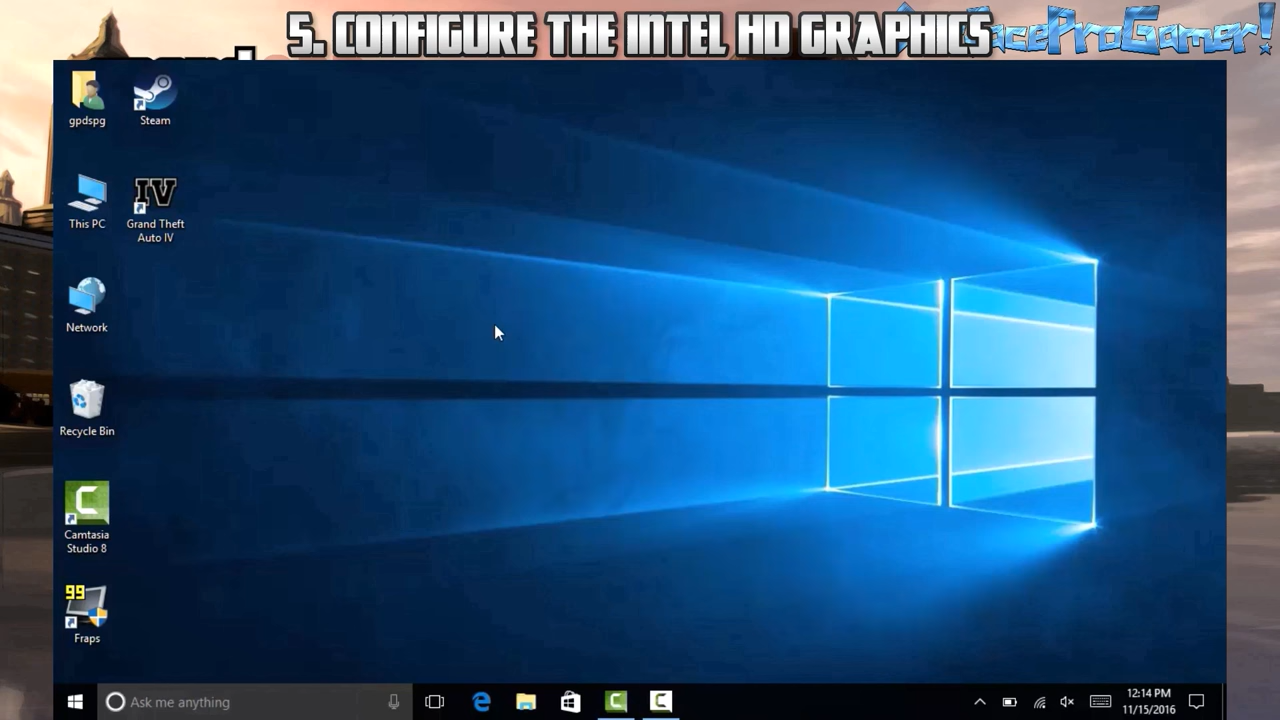 5. CONFIGURE THE INTEL HD GRAPHICS
aceProGamer!
gpdspg
Steam
This PC
IV
Grand Theft
Auto IV
Network
Recycle Bin
C
Camtasia
Studio 8
99
Fraps
Ask me anything
12:14 PM
11/15/2016